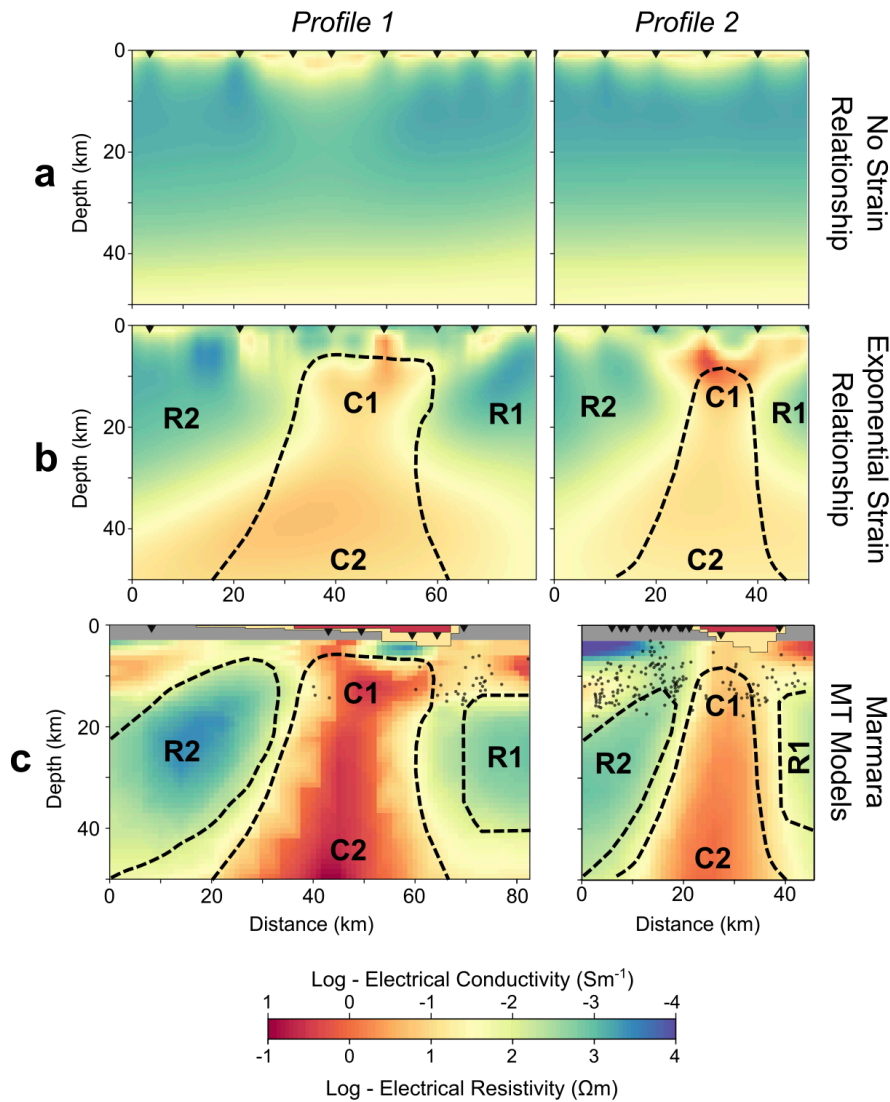 Profile 1
Profile 2
a
Depth (km)
0
20
40
No Strain
Relationship
b
Depth (km)
0
20
40
R2
C1
R1
C2
0
20
40
60
R2
C1
R1
C2
0
20
40
Exponential Strain
Relationship
c
Depth (km)
0
20
40
R2
C1
R1
C2
0
20
40
60
80
Distance (km)
R2
C1
R1
C2
0
20
40
Distance (km)
Marmara
MT Models
Log - Electrical Conductivity (Sm⁻¹)
1 0 -1 -2 -3 -4
-1 0 1 2 3 4
Log - Electrical Resistivity (Ωm)